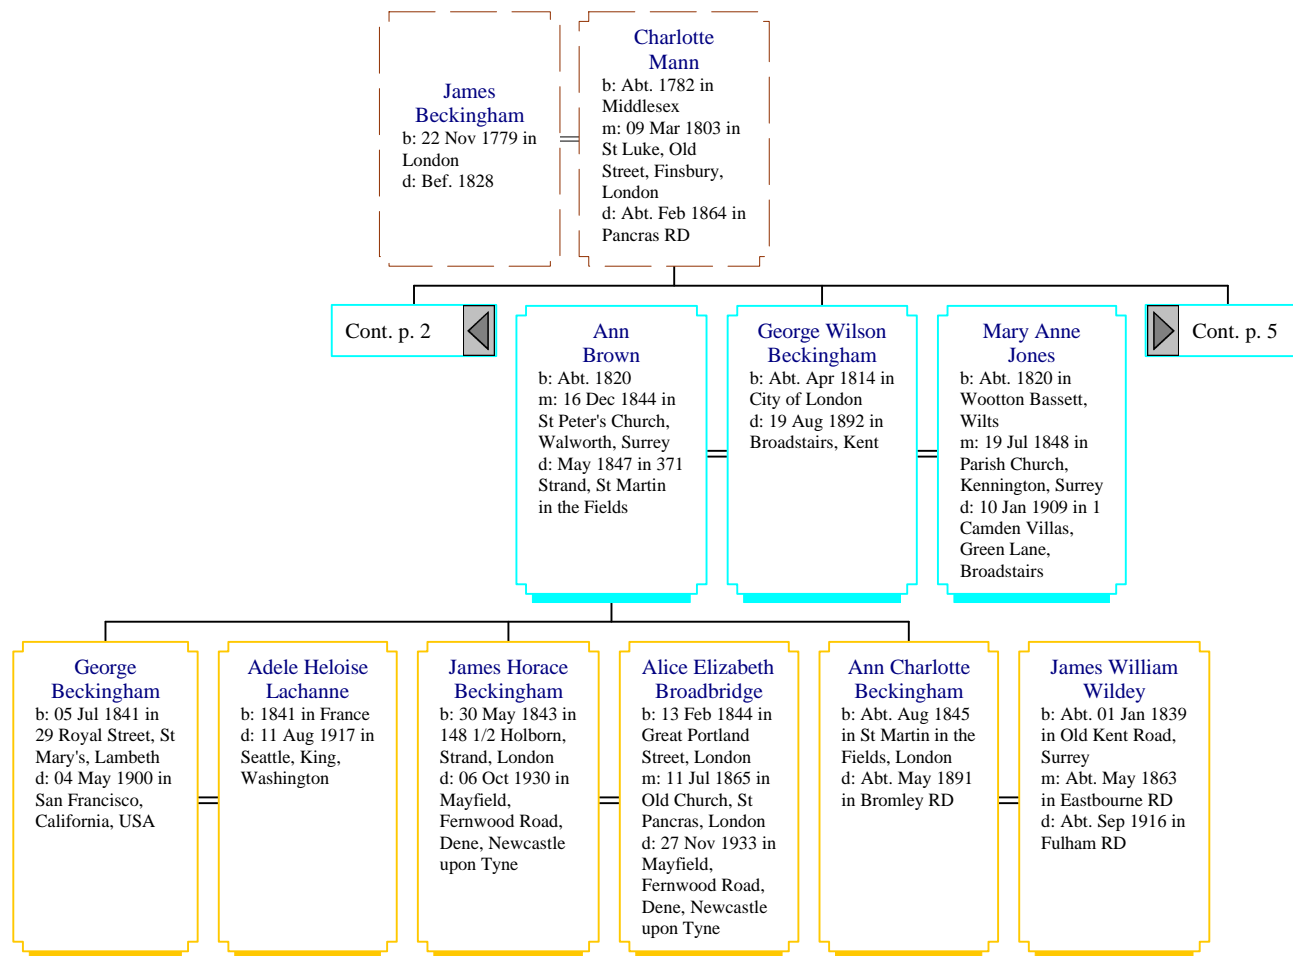 James
Beckingham
b: 22 Nov 1779 in
London
d: Bef. 1828
Charlotte
Mann
b: Abt. 1782 in
Middlesex
m: 09 Mar 1803 in
St Luke, Old
Street, Finsbury,
London
d: Abt. Feb 1864 in
Pancras RD
Cont. p. 2
Ann
Brown
b: Abt. 1820
m: 16 Dec 1844 in
St Peter's Church,
Walworth, Surrey
d: May 1847 in 371
Strand, St Martin
in the Fields
George Wilson
Beckingham
b: Abt. Apr 1814 in
City of London
d: 19 Aug 1892 in
Broadstairs, Kent
Mary Anne
Jones
b: Abt. 1820 in
Wootton Bassett,
Wilts
m: 19 Jul 1848 in
Parish Church,
Kennington, Surrey
d: 10 Jan 1909 in 1
Camden Villas,
Green Lane,
Broadstairs
Cont. p. 5
George
Beckingham
b: 05 Jul 1841 in
29 Royal Street, St
Mary's, Lambeth
d: 04 May 1900 in
San Francisco,
California, USA
Adele Heloise
Lachanne
b: 1841 in France
d: 11 Aug 1917 in
Seattle, King,
Washington
James Horace
Beckingham
b: 30 May 1843 in
148 1/2 Holborn,
Strand, London
d: 06 Oct 1930 in
Mayfield,
Fernwood Road,
Dene, Newcastle
upon Tyne
Alice Elizabeth
Broadbridge
b: 13 Feb 1844 in
Great Portland
Street, London
m: 11 Jul 1865 in
Old Church, St
Pancras, London
d: 27 Nov 1933 in
Mayfield,
Fernwood Road,
Dene, Newcastle
upon Tyne
Ann Charlotte
Beckingham
b: Abt. Aug 1845
in St Martin in the
Fields, London
d: Abt. May 1891
in Bromley RD
James William
Wildey
b: Abt. 01 Jan 1839
in Old Kent Road,
Surrey
m: Abt. May 1863
in Eastbourne RD
d: Abt. Sep 1916 in
Fulham RD